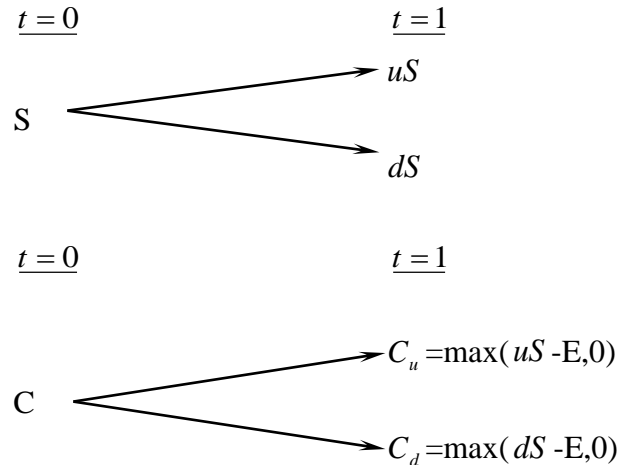 t = 0 t = 1
uS
S
dS
t = 0 t = 1
C_u =max( uS -E,0)
C
C_d =max( dS -E,0)